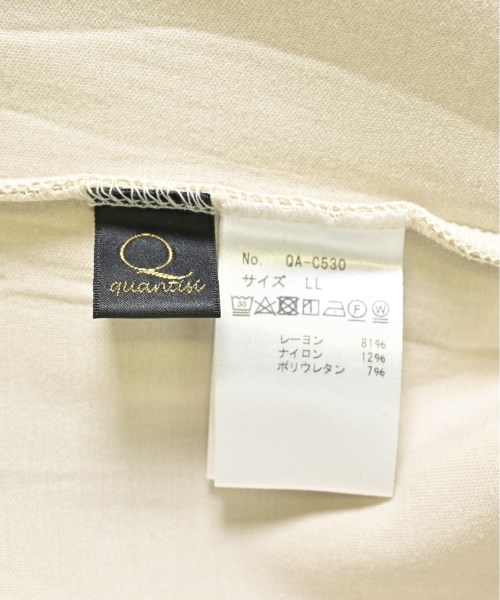 Q
quantisi
No. QA-C530
サイズ LL
30 F W
レーヨン 81%
ナイロン 12%
ポリウレタン 7%